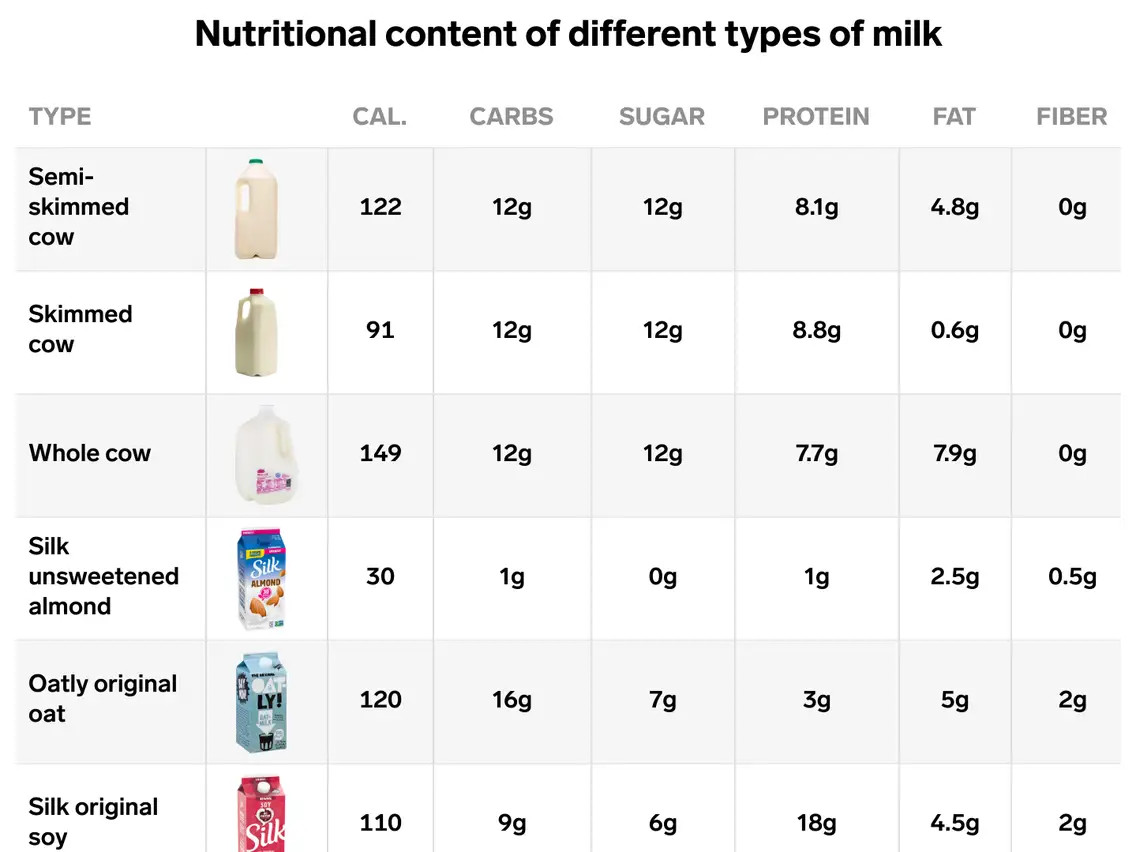 Nutritional content of different types of milk
TYPE CAL. CARBS SUGAR PROTEIN FAT FIBER
Semi-
skimmed
cow
122 12g 12g 8.1g 4.8g 0g
Skimmed
cow
91 12g 12g 8.8g 0.6g 0g
Whole cow
149 12g 12g 7.7g 7.9g 0g
Silk
unsweetened
almond
Silk
ALMOND
30 1g 0g 1g 2.5g 0.5g
Oatly original
oat
OAT-
LY!
120 16g 7g 3g 5g 2g
Silk original
soy
SOY
Silk
110 9g 6g 18g 4.5g 2g